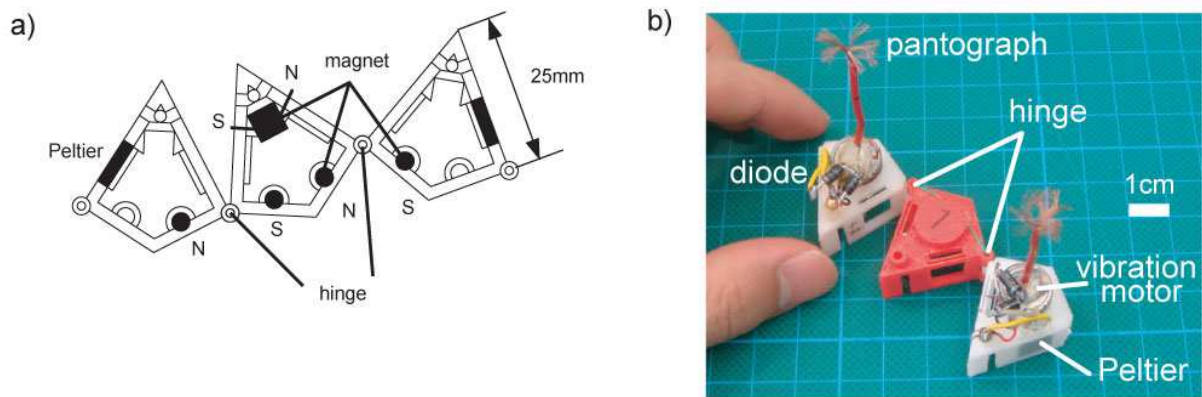 a)
N
magnet
S
25mm
Peltier
N
S
N
S
hinge
b)
pantograph
hinge
diode
1cm
vibration
motor
Peltier